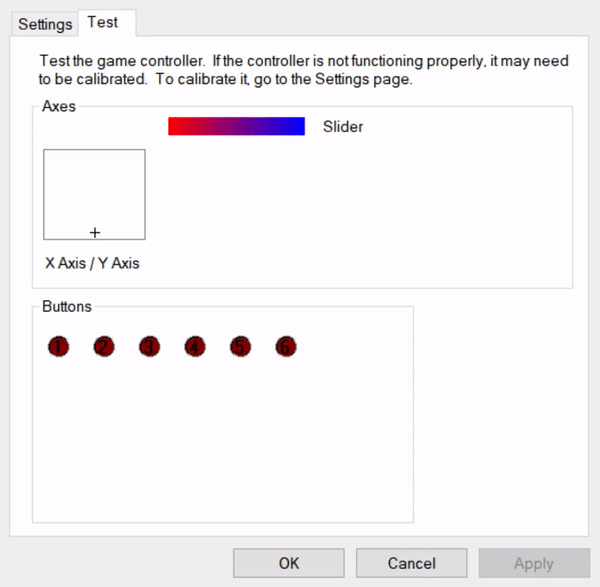 Settings
Test
Test the game controller. If the controller is not functioning properly, it may need
to be calibrated. To calibrate it, go to the Settings page.
Axes
Slider
X Axis / Y Axis
Buttons
1 2 3 4 5 6
OK Cancel Apply